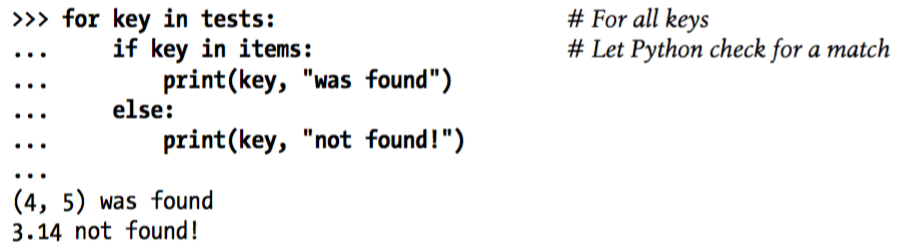 >>> for key in tests: # For all keys
... if key in items: # Let Python check for a match
... print(key, "was found")
... else:
... print(key, "not found!")
...
(4, 5) was found
3.14 not found!